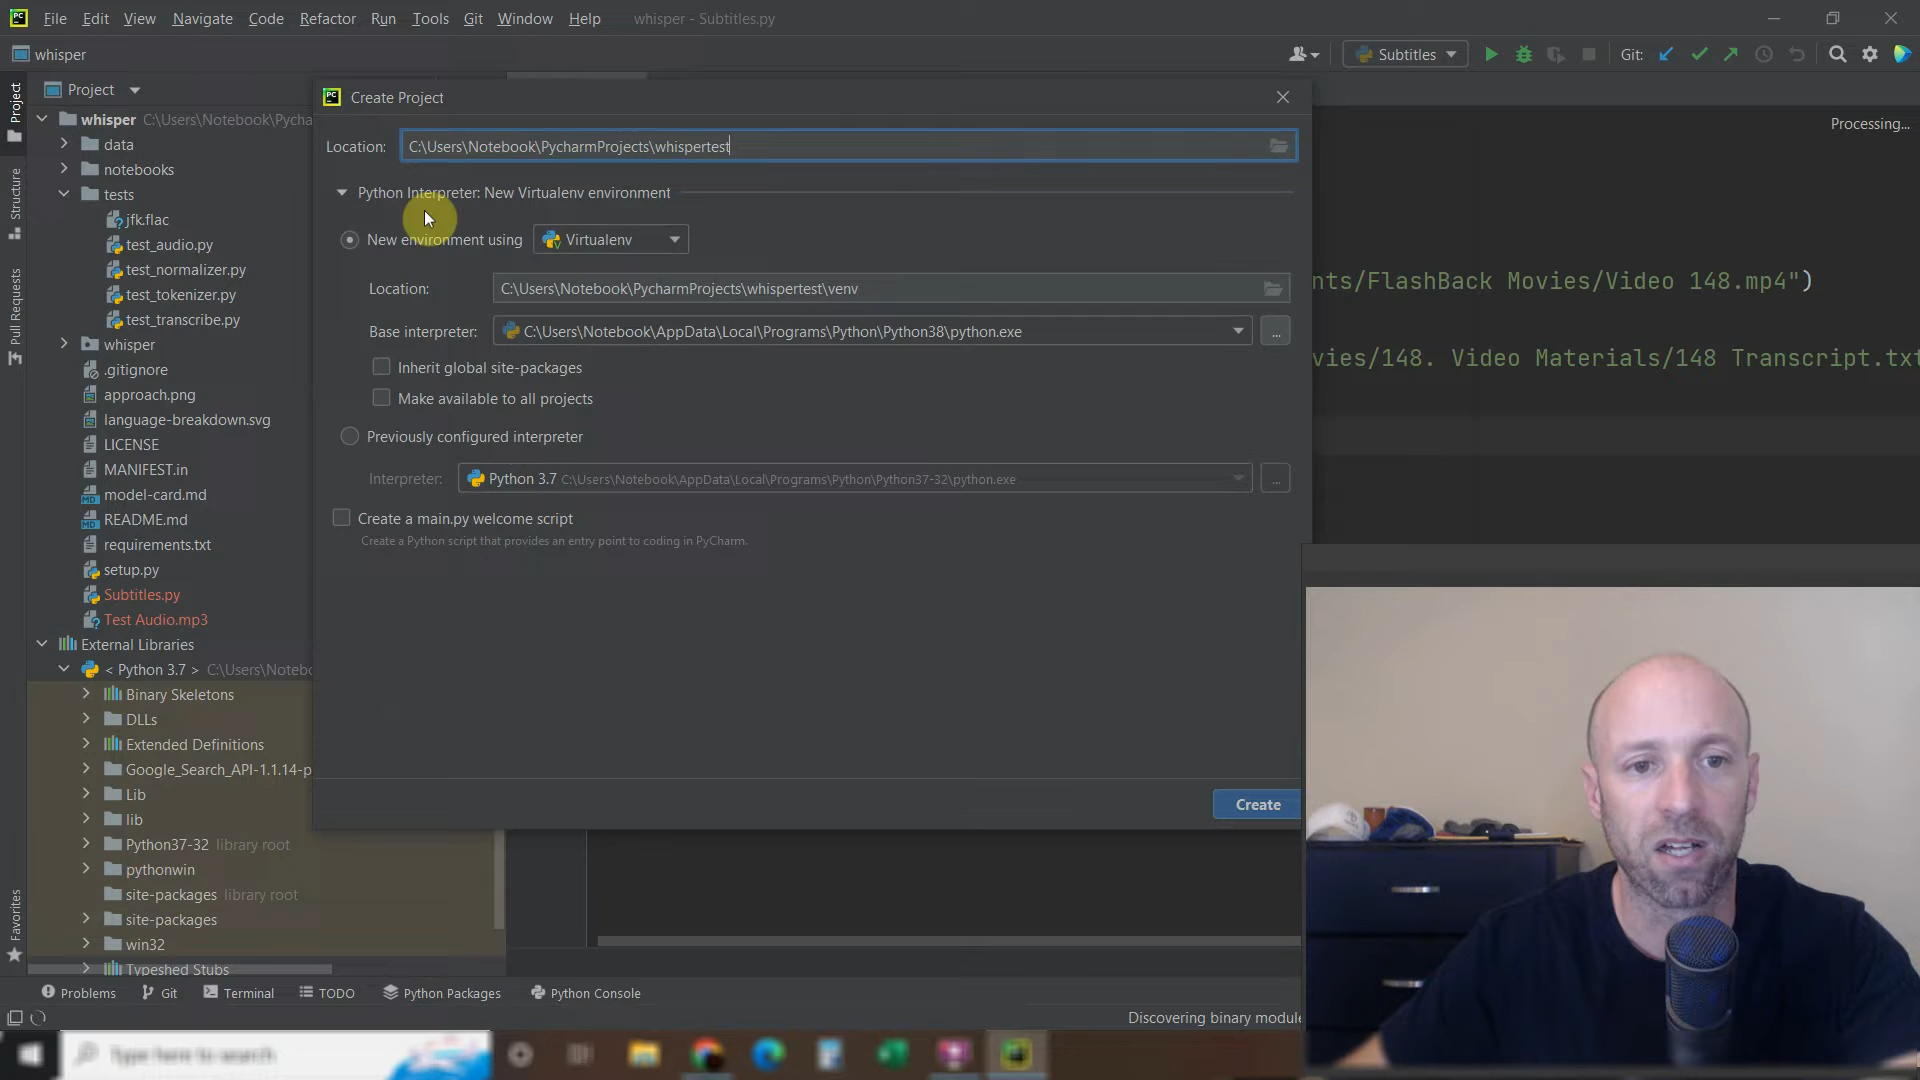 File Edit View Navigate Code Refactor Run Tools Git Window Help whisper - Subtitles.py
whisper
Subtitles
Git:
Project
Processing...
Project
whisper C:\Users\Notebook\Pycha
data
notebooks
tests
jfk.flac
test_audio.py
test_normalizer.py
test_tokenizer.py
test_transcribe.py
whisper
.gitignore
approach.png
language-breakdown.svg
LICENSE
MANIFEST.in
model-card.md
README.md
requirements.txt
setup.py
Subtitles.py
Test Audio.mp3
External Libraries
< Python 3.7 > C:\Users\Notebo
Binary Skeletons
DLLs
Extended Definitions
Google_Search_API-1.1.14-p
Lib
lib
Python37-32 library root
pythonwin
site-packages library root
site-packages
win32
Typeshed Stubs
Structure
Pull Requests
Favorites
PC
Create Project
Location: C:\Users\Notebook\PycharmProjects\whispertest
Python Interpreter: New Virtualenv environment
New environment using Virtualenv
Location: C:\Users\Notebook\PycharmProjects\whispertest\venv
Base interpreter: C:\Users\Notebook\AppData\Local\Programs\Python\Python38\python.exe ...
Inherit global site-packages
Make available to all projects
Previously configured interpreter
Interpreter: Python 3.7 C:\Users\Notebook\AppData\Local\Programs\Python\Python37-32\python.exe ...
Create a main.py welcome script
Create a Python script that provides an entry point to coding in PyCharm.
Create
nts/FlashBack Movies/Video 148.mp4")
vies/148. Video Materials/148 Transcript.txt
Problems Git Terminal TODO Python Packages Python Console
Discovering binary module
Type here to search